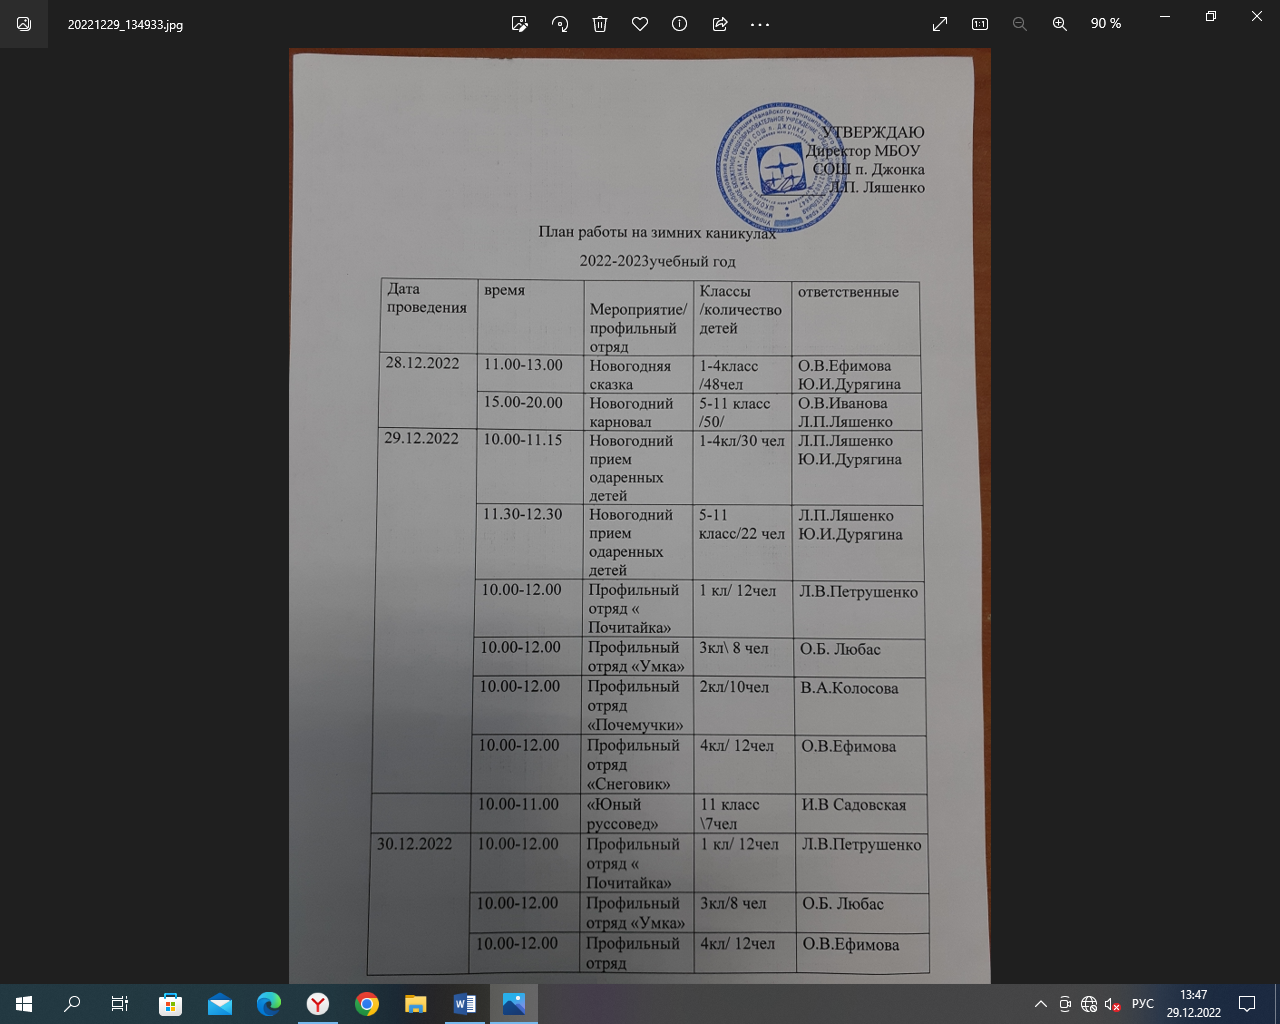 20221229_134933.jpg
90 %
УТВЕРЖДАЮ
Директор МБОУ
СОШ п. Джонка
Л.П. Ляшенко
План работы на зимних каникулах
2022-2023учебный год
Дата проведения
время
Мероприятие/
профильный
отряд
Классы
/количество
детей
ответственные
28.12.2022
11.00-13.00
Новогодняя
сказка
1-4класс
/48чел
О.В.Ефимова
Ю.И.Дурягина
15.00-20.00
Новогодний
карновал
5-11 класс
/50/
О.В.Иванова
Л.П.Ляшенко
29.12.2022
10.00-11.15
Новогодний
прием
одаренных
детей
1-4кл/30 чел
Л.П.Ляшенко
Ю.И.Дурягина
11.30-12.30
Новогодний
прием
одаренных
детей
5-11
класс/22 чел
Л.П.Ляшенко
Ю.И.Дурягина
10.00-12.00
Профильный
отряд «
Почитайка»
1 кл/ 12чел
Л.В.Петрушенко
10.00-12.00
Профильный
отряд «Умка»
3кл\ 8 чел
О.Б. Любас
10.00-12.00
Профильный
отряд
«Почемучки»
2кл/10чел
В.А.Колосова
10.00-12.00
Профильный
отряд
«Снеговик»
4кл/ 12чел
О.В.Ефимова
10.00-11.00
«Юный
руссовед»
11 класс
\7чел
И.В Садовская
30.12.2022
10.00-12.00
Профильный
отряд «
Почитайка»
1 кл/ 12чел
Л.В.Петрушенко
10.00-12.00
Профильный
отряд «Умка»
3кл/8 чел
О.Б. Любас
10.00-12.00
Профильный
отряд
4кл/ 12чел
О.В.Ефимова
РУС
13:47
29.12.2022